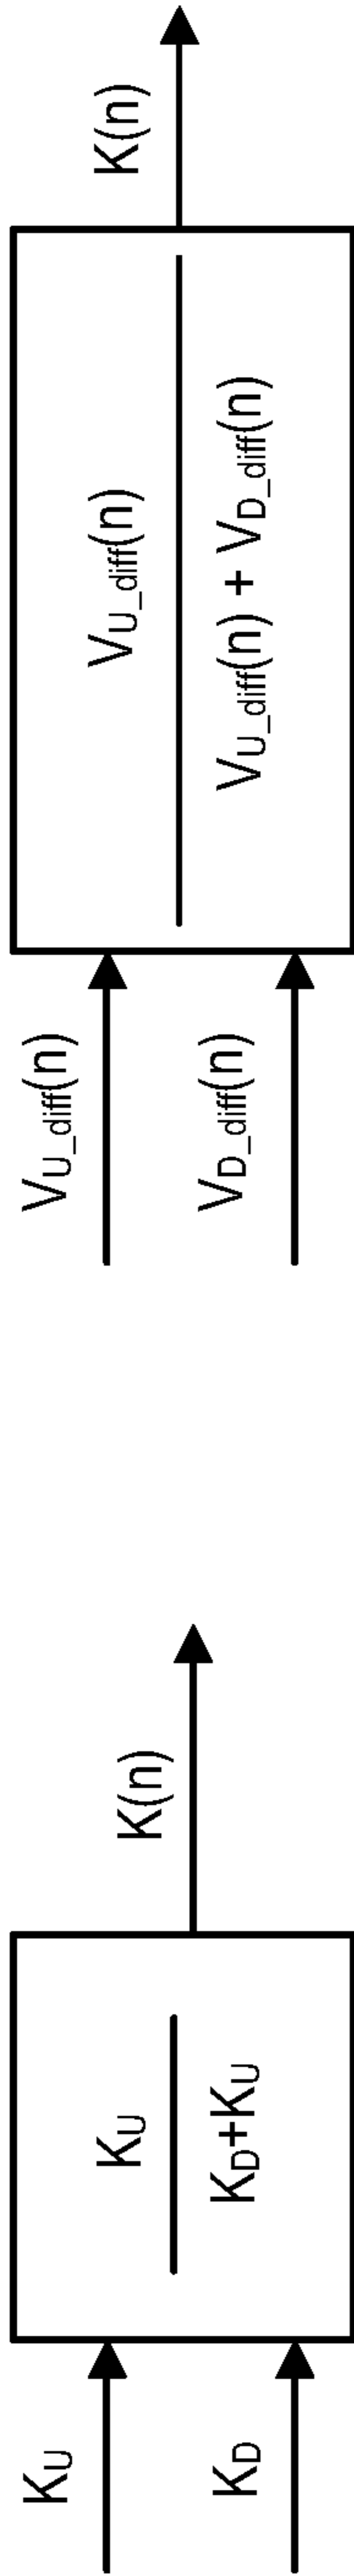 K_U
K_D
K_U
K_D+K_U
K(n)
V_U_diff(n)
V_D_diff(n)
V_U_diff(n)
V_U_diff(n) + V_D_diff(n)
K(n)